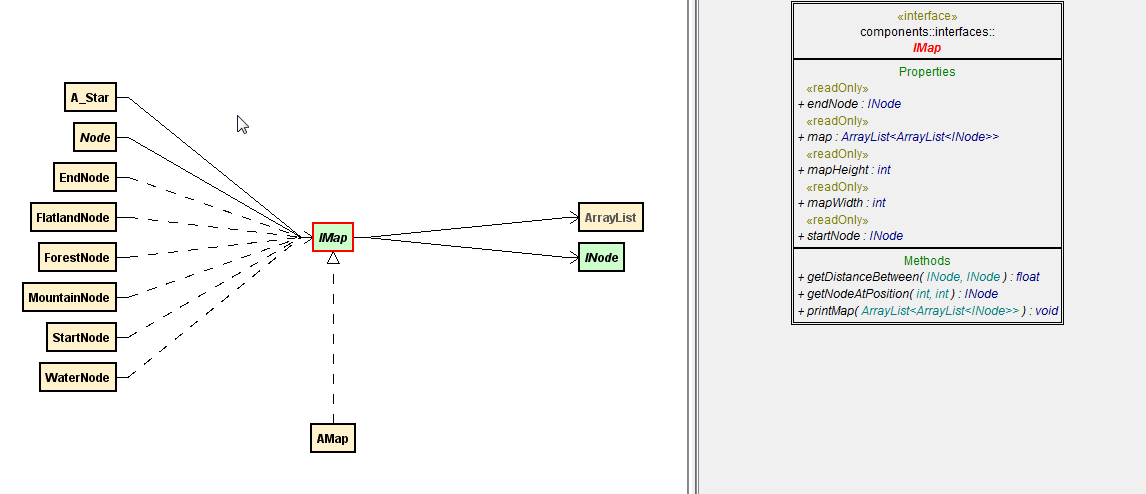 A_Star
Node
EndNode
FlatlandNode
ForestNode
MountainNode
StartNode
WaterNode
IMap
AMap
ArrayList
INode
«interface»
components::interfaces::
IMap
Properties
«readOnly»
+ endNode : INode
«readOnly»
+ map : ArrayList<ArrayList<INode>>
«readOnly»
+ mapHeight : int
«readOnly»
+ mapWidth : int
«readOnly»
+ startNode : INode
Methods
+ getDistanceBetween( INode, INode ) : float
+ getNodeAtPosition( int, int ) : INode
+ printMap( ArrayList<ArrayList<INode>> ) : void